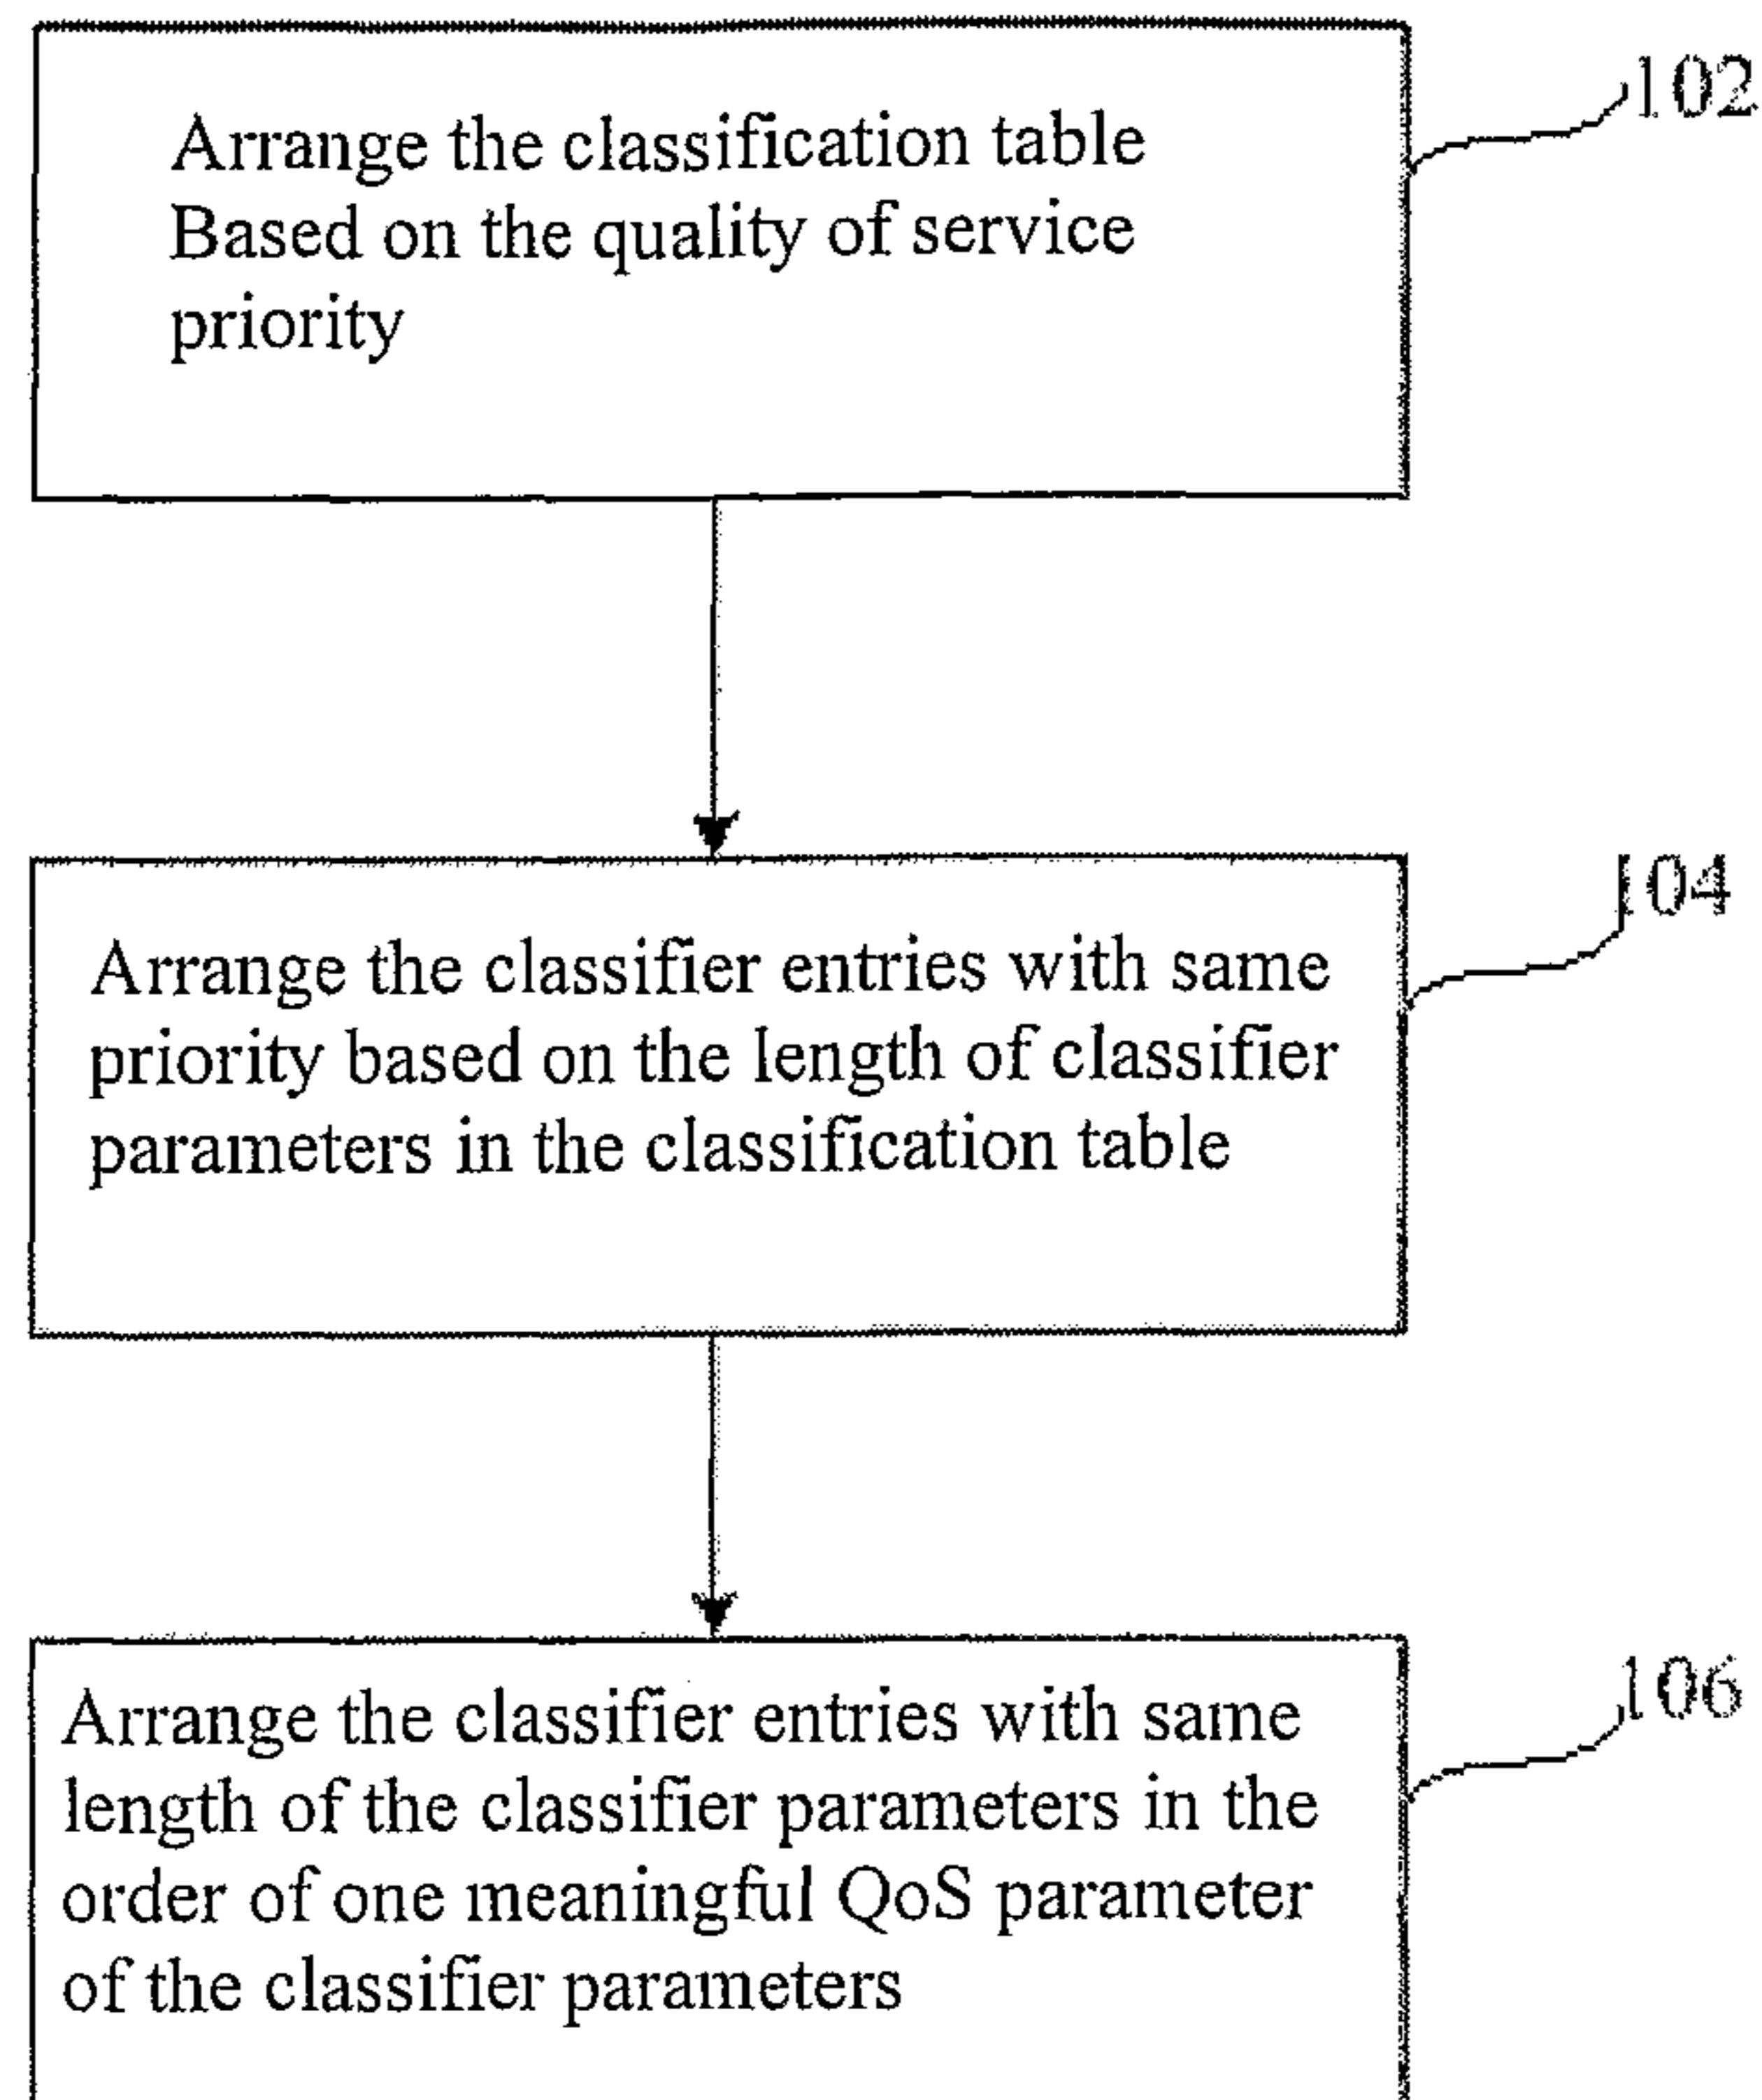 Arrange the classification table
Based on the quality of service
priority
102
Arrange the classifier entries with same
priority based on the length of classifier
parameters in the classification table
104
Arrange the classifier entries with same
length of the classifier parameters in the
order of one meaningful QoS parameter
of the classifier parameters
106